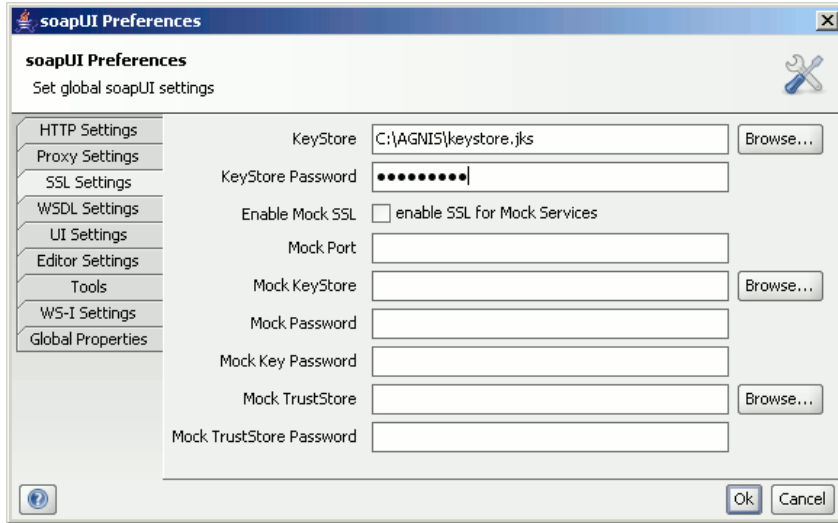 soapUI Preferences
soapUI Preferences
Set global soapUI settings
HTTP Settings
Proxy Settings
SSL Settings
WSDL Settings
UI Settings
Editor Settings
Tools
WS-I Settings
Global Properties
KeyStore C:\AGNIS\keystore.jks Browse...
KeyStore Password •••••••••
Enable Mock SSL enable SSL for Mock Services
Mock Port
Mock KeyStore Browse...
Mock Password
Mock Key Password
Mock TrustStore Browse...
Mock TrustStore Password
? Ok Cancel